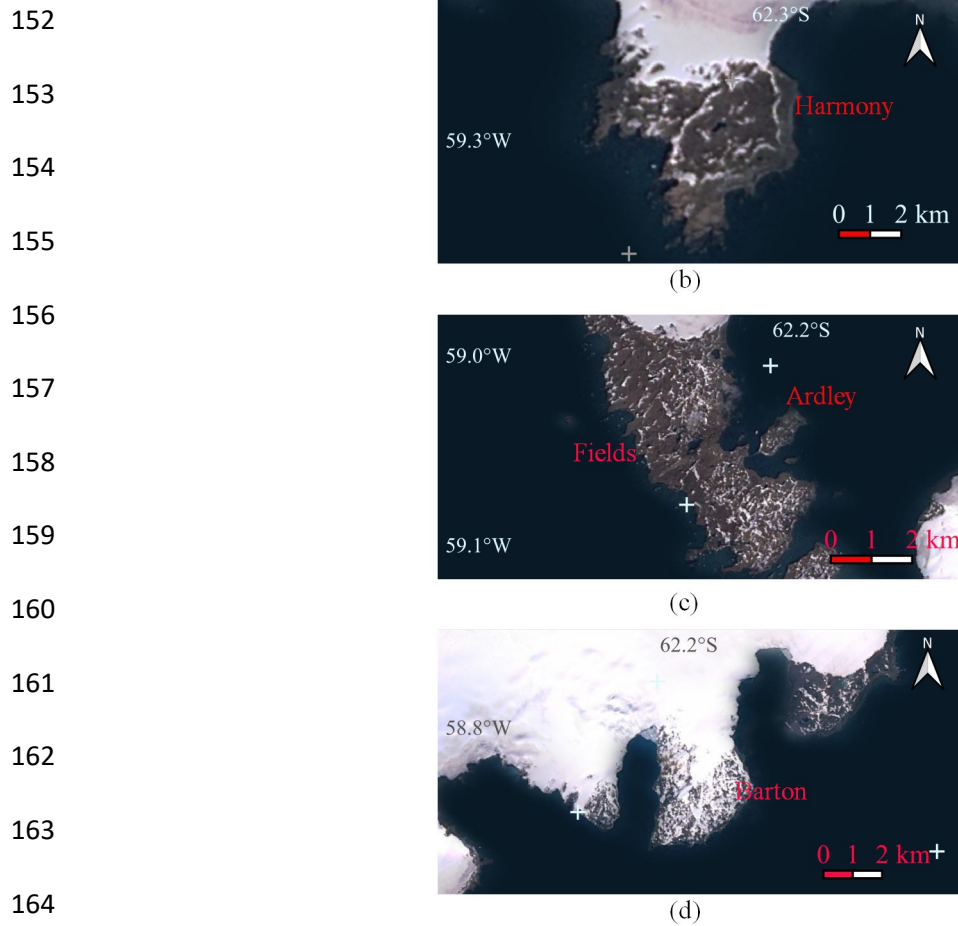 152
62.3°S
N
153
Harmony
59.3°W
154
155
0 1 2 km
(b)
156
62.2°S
N
59.0°W
157
Ardley
158
Fields
159
59.1°W
0 1 2 km
160
(c)
161
62.2°S
N
58.8°W
162
Barton
163
0 1 2 km
164
(d)